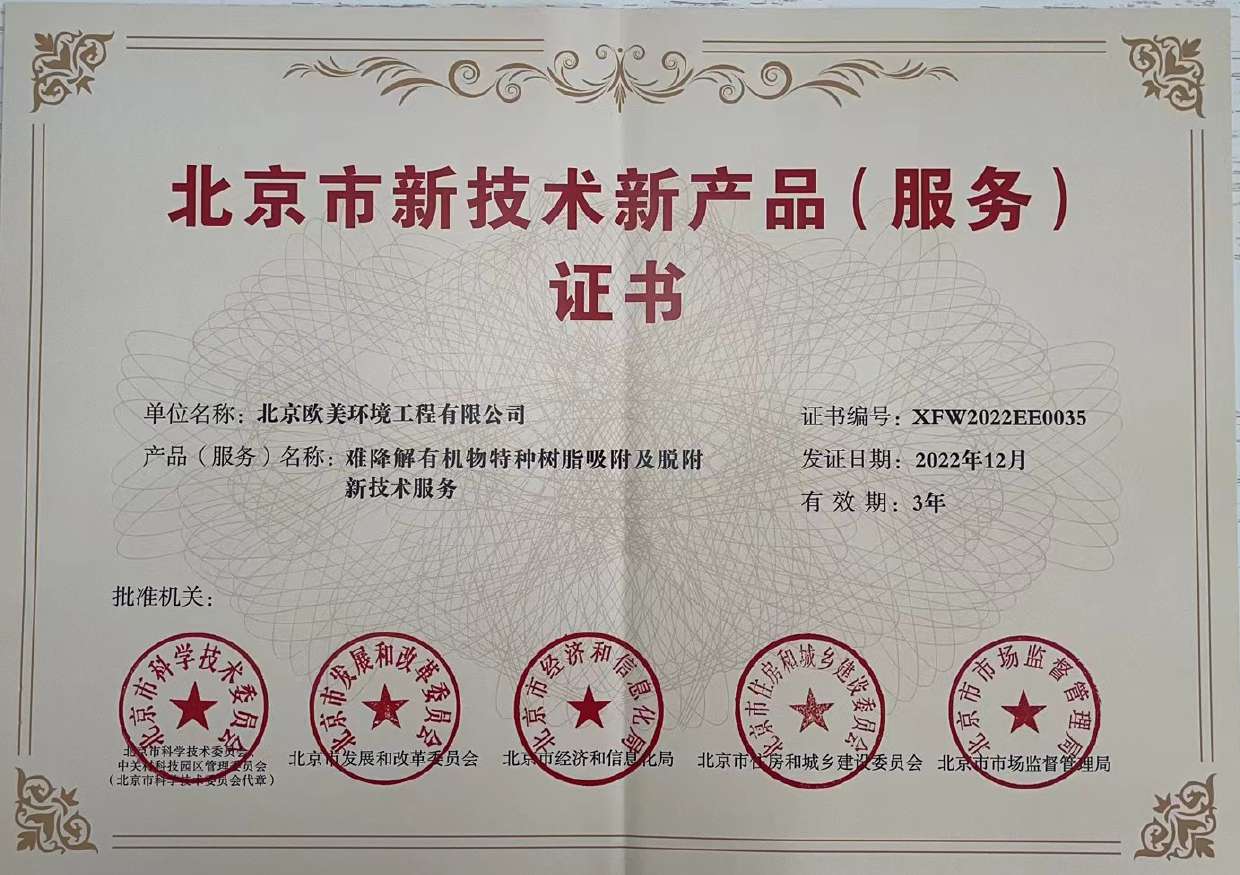 北京市新技术新产品（服务）
证书
单位名称：北京欧美环境工程有限公司
产品（服务）名称：难降解有机物特种树脂吸附及脱附
新技术服务
证书编号：XFW2022EE0035
发证日期：2022年12月
有 效 期：3年
批准机关：
北京市科学技术委员会
北京市发展和改革委员会
北京市经济和信息化局
北京市住房和城乡建设委员会
北京市市场监督管理局
北京市科学技术委员会、
中关村科技园区管理委员会
（北京市科学技术委员会代章）
北京市发展和改革委员会
北京市经济和信息化局
北京市住房和城乡建设委员会
北京市市场监督管理局